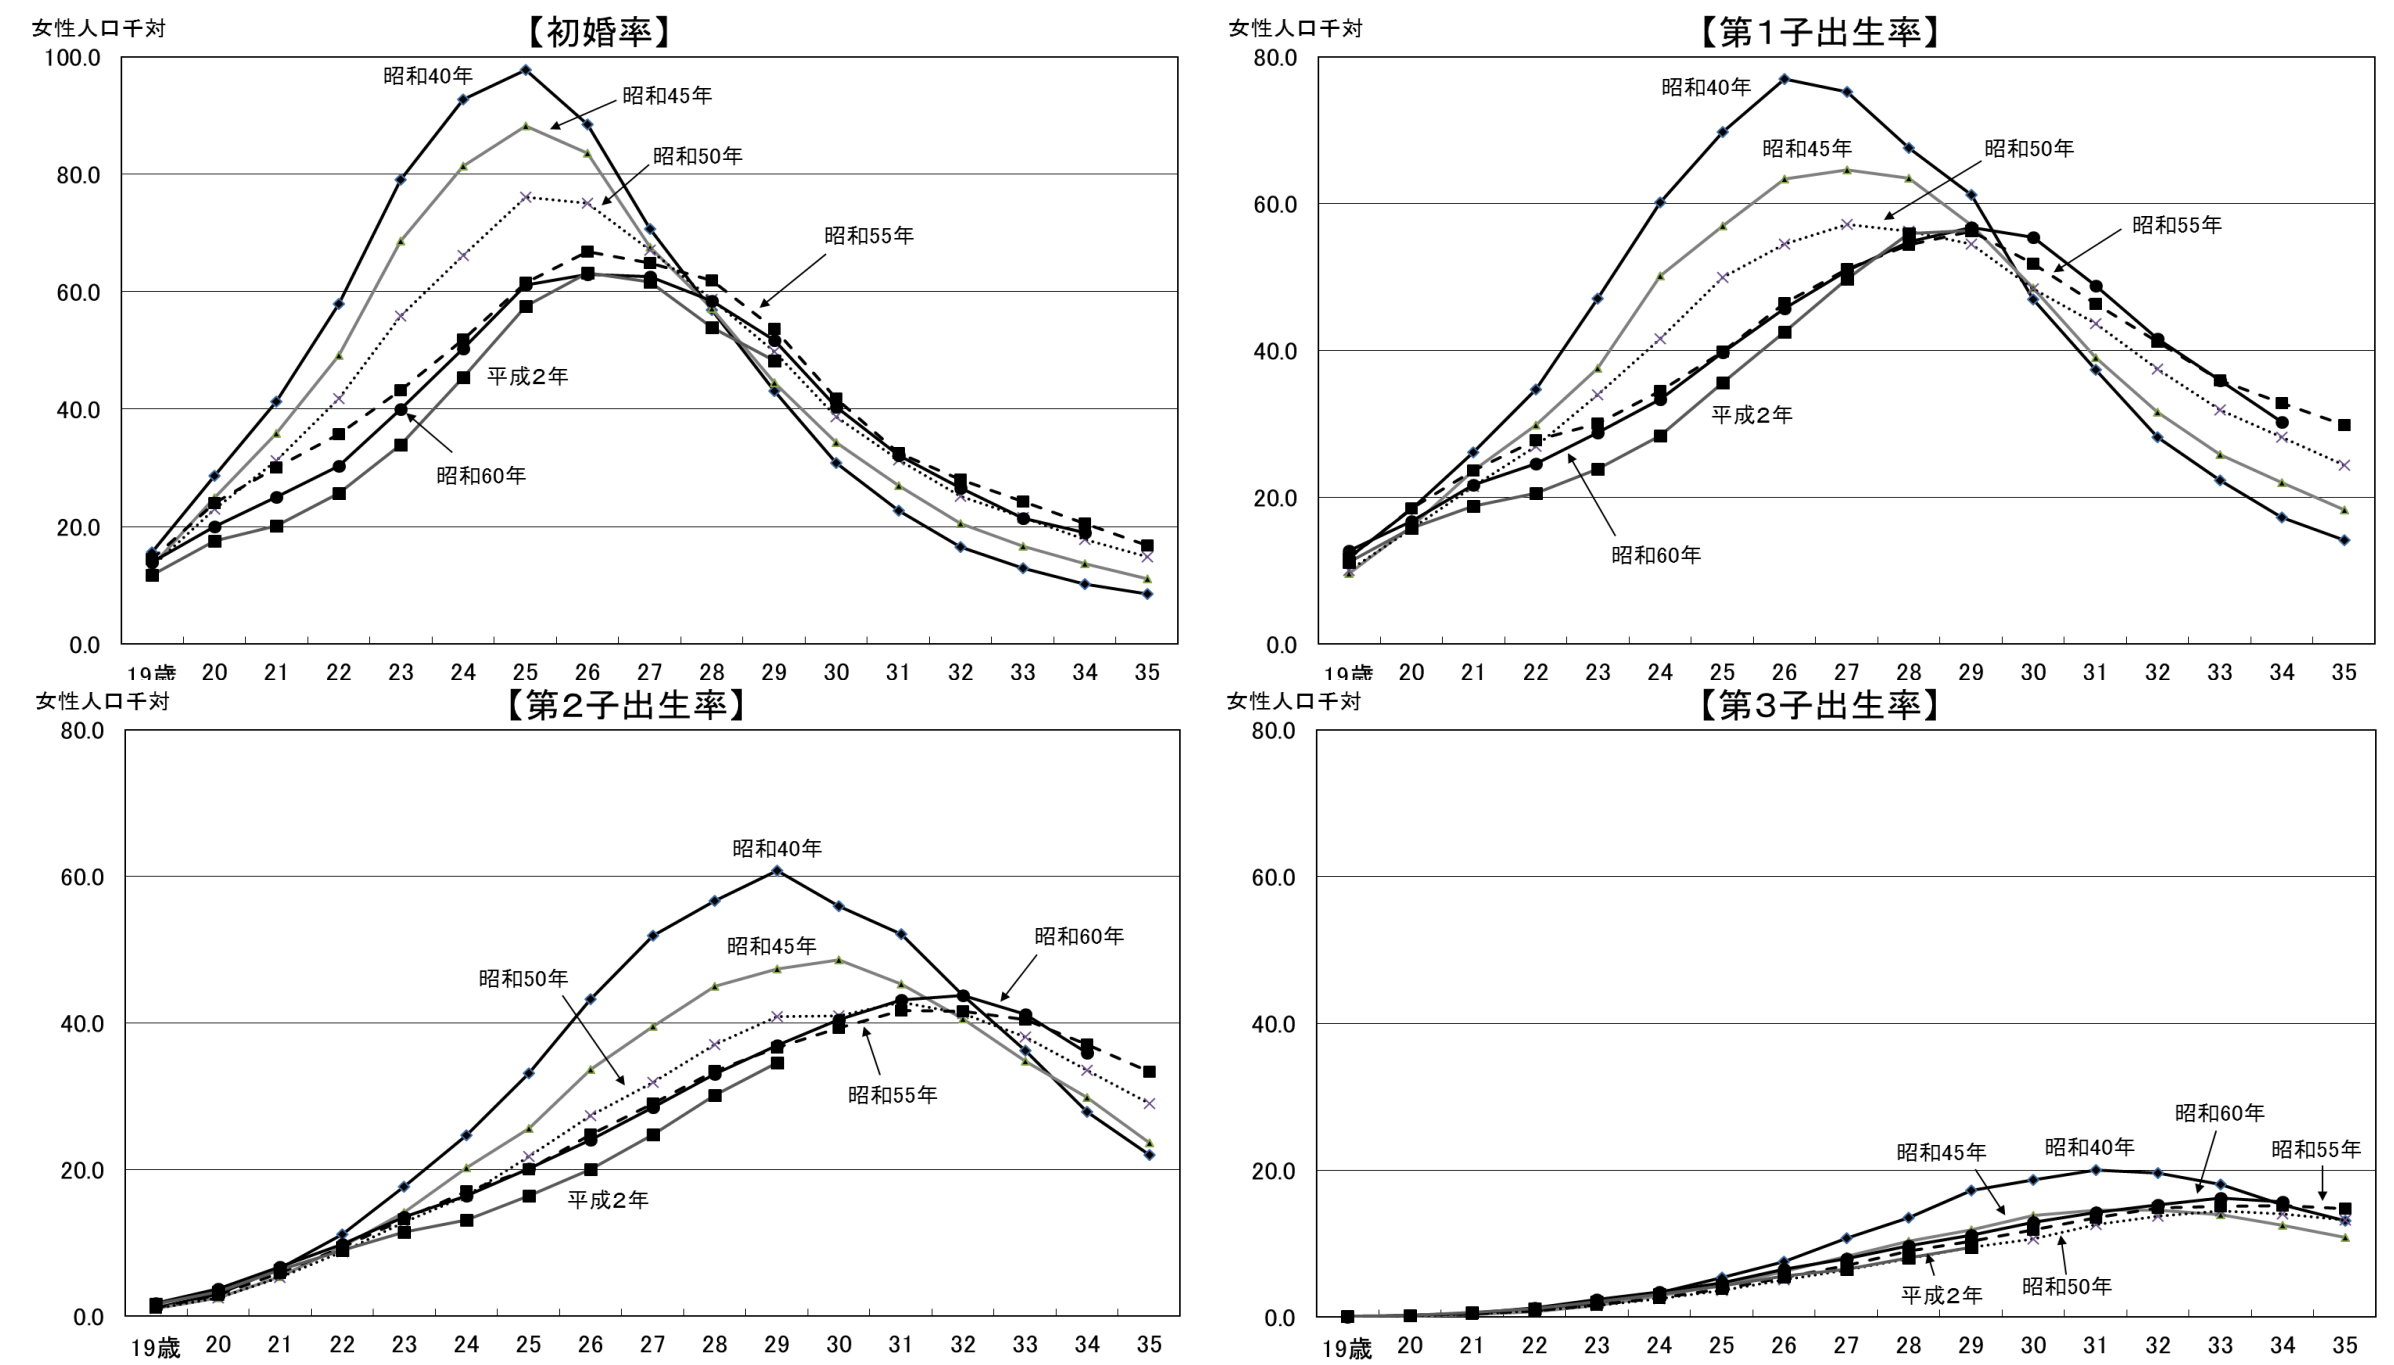 女性人口千対
【初婚率】
100.0
80.0
60.0
40.0
20.0
0.0
昭和40年
昭和45年
昭和50年
昭和55年
平成2年
昭和60年
19歳 20 21 22 23 24 25 26 27 28 29 30 31 32 33 34 35
女性人口千対
【第1子出生率】
80.0
60.0
40.0
20.0
0.0
昭和40年
昭和45年
昭和50年
昭和55年
平成2年
昭和60年
19歳 20 21 22 23 24 25 26 27 28 29 30 31 32 33 34 35
女性人口千対
【第2子出生率】
80.0
60.0
40.0
20.0
0.0
昭和40年
昭和60年
昭和45年
昭和50年
昭和55年
平成2年
19歳 20 21 22 23 24 25 26 27 28 29 30 31 32 33 34 35
女性人口千対
【第3子出生率】
80.0
60.0
40.0
20.0
0.0
昭和60年
昭和40年
昭和45年
昭和55年
昭和50年
平成2年
19歳 20 21 22 23 24 25 26 27 28 29 30 31 32 33 34 35